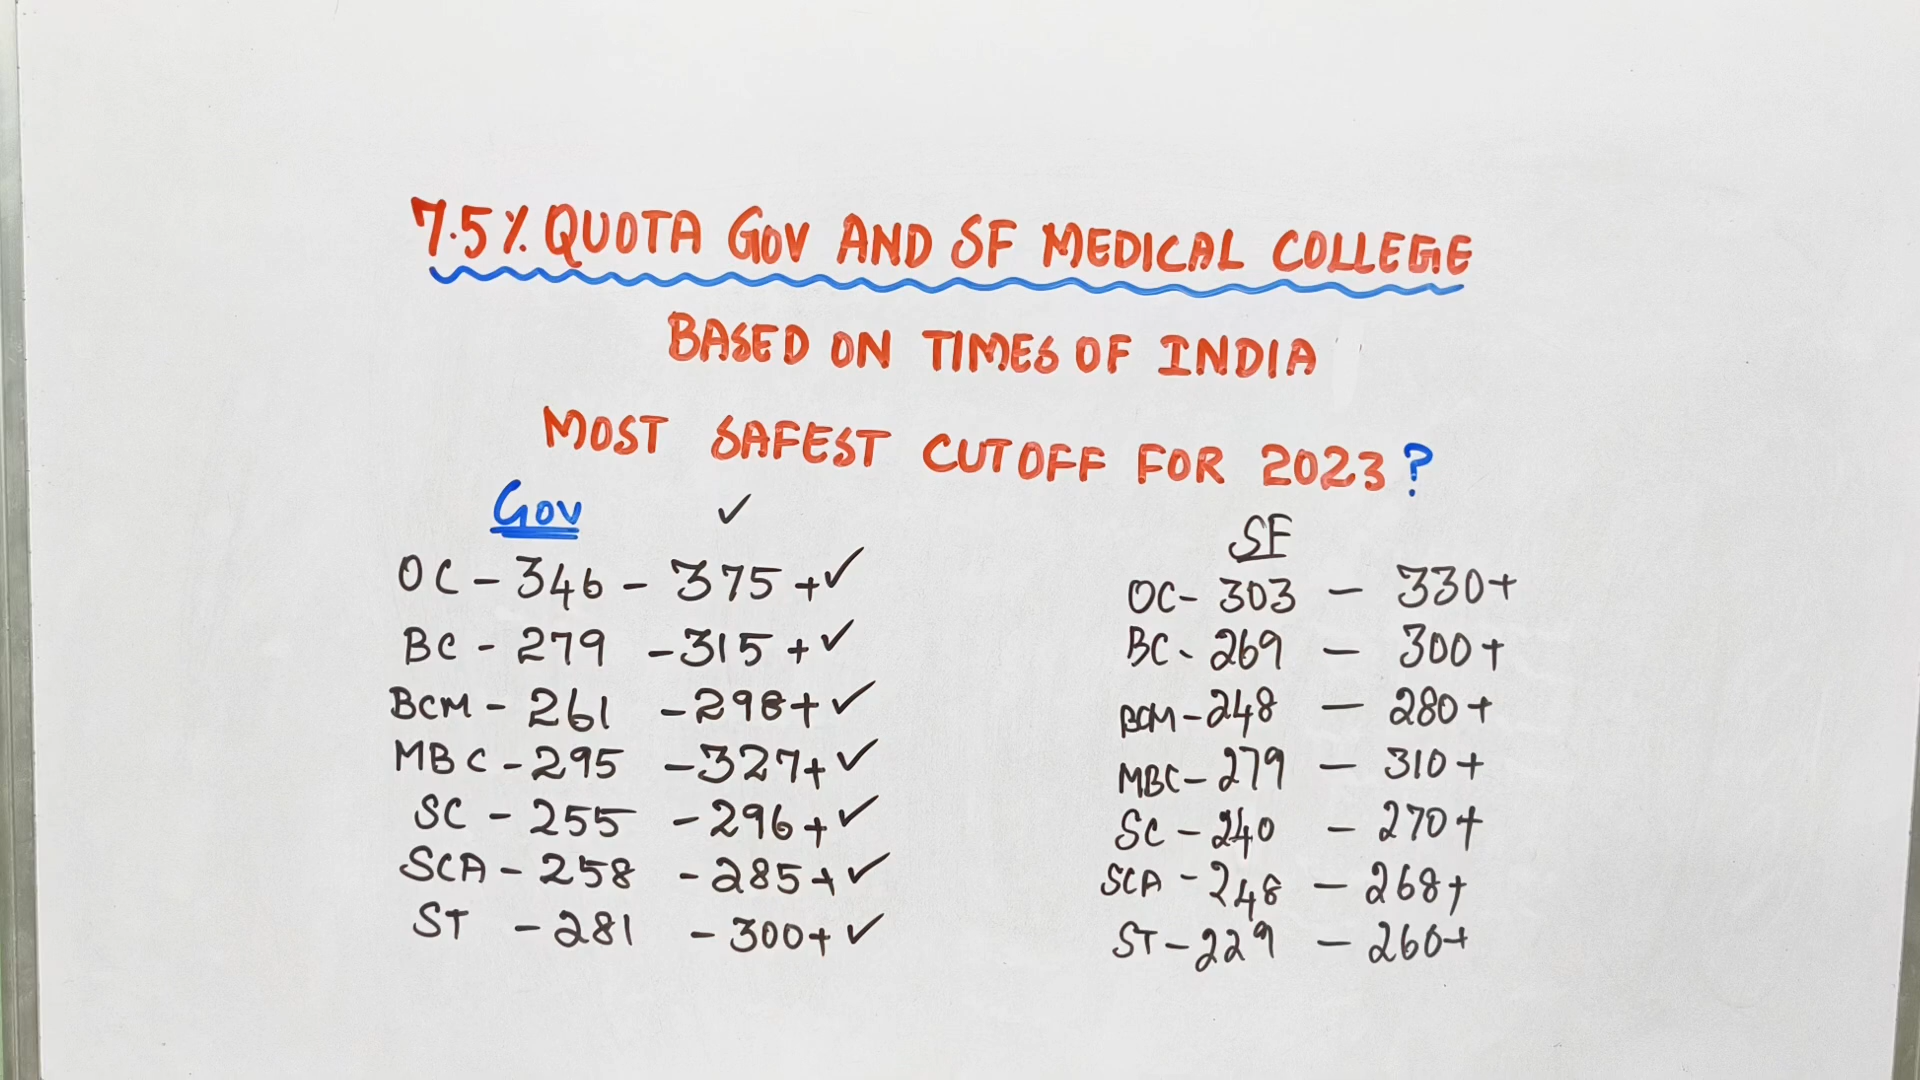 7.5% QUOTA GOV AND SF MEDICAL COLLEGE
BASED ON TIMES OF INDIA
MOST SAFEST CUTOFF FOR 2023?
Gov ✓
OC - 346 - 375+✓
BC - 279 - 315+✓
BCM - 261 - 298+✓
MBC - 295 - 327+✓
SC - 255 - 296+✓
SCA - 258 - 285+✓
ST - 281 - 300+✓
SF
OC - 303 - 330+
BC - 269 - 300+
BCM - 248 - 280+
MBC - 279 - 310+
SC - 240 - 270+
SCA - 248 - 268+
ST - 229 - 260+